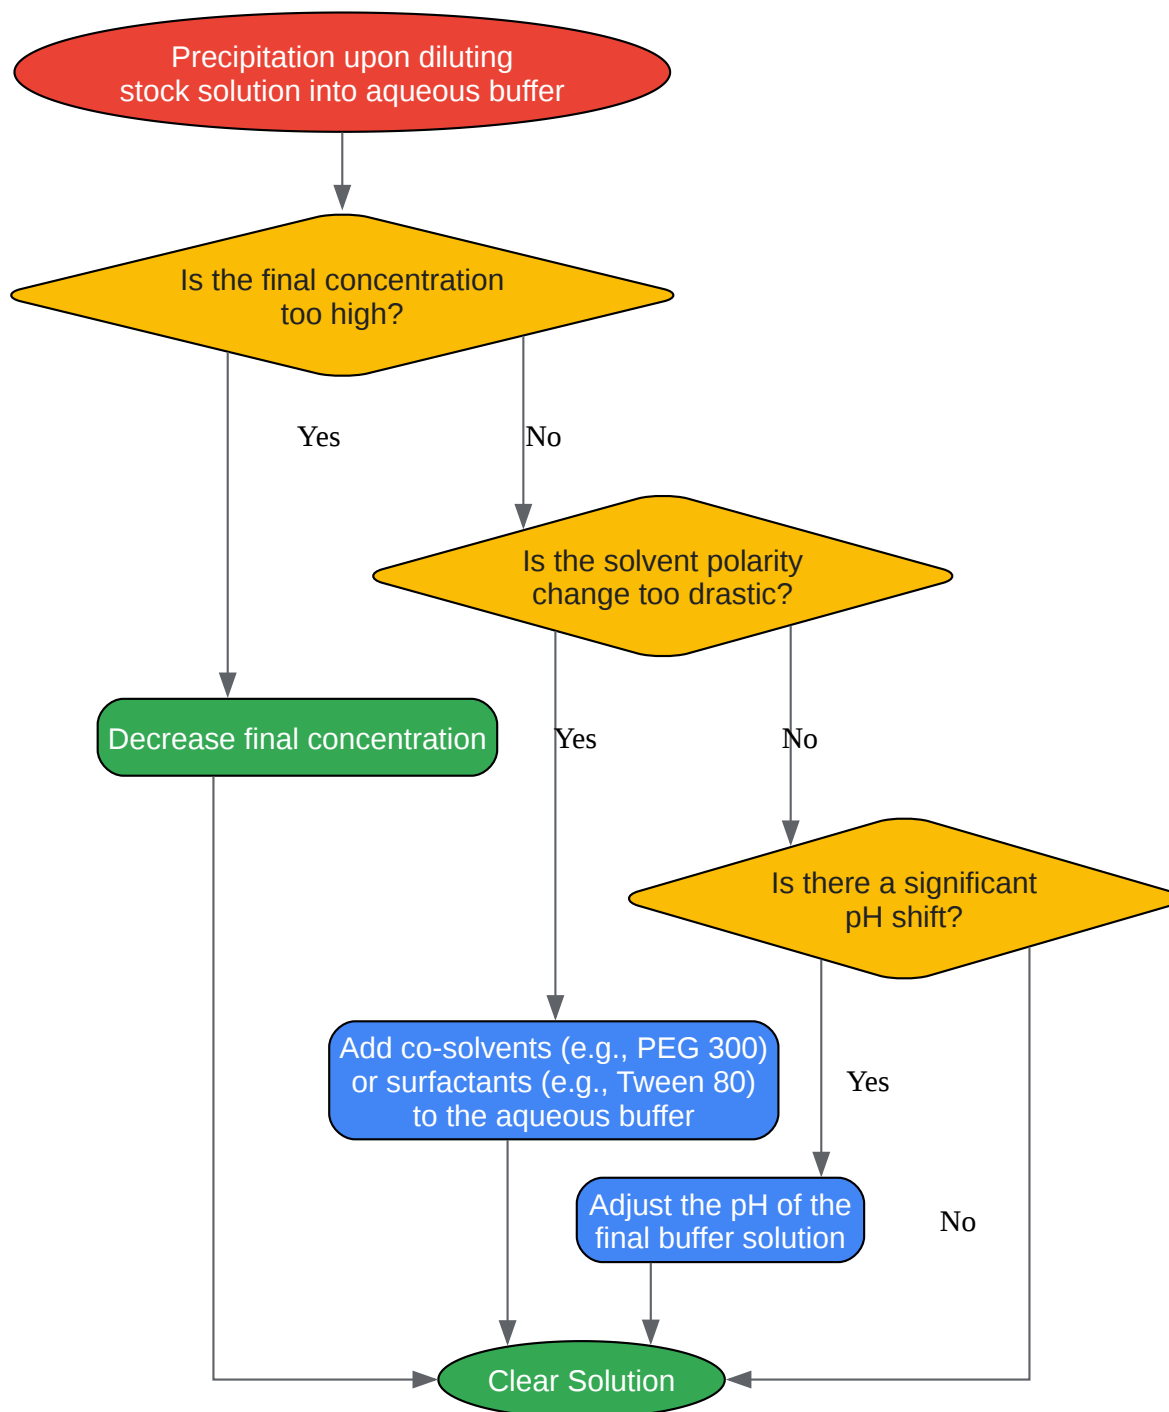 Precipitation upon diluting
stock solution into aqueous buffer
Is the final concentration
too high?
Yes
No
Is the solvent polarity
change too drastic?
Decrease final concentration
Yes
No
Is there a significant
pH shift?
Add co-solvents (e.g., PEG 300)
or surfactants (e.g., Tween 80)
to the aqueous buffer
Yes
Adjust the pH of the
final buffer solution
No
Clear Solution